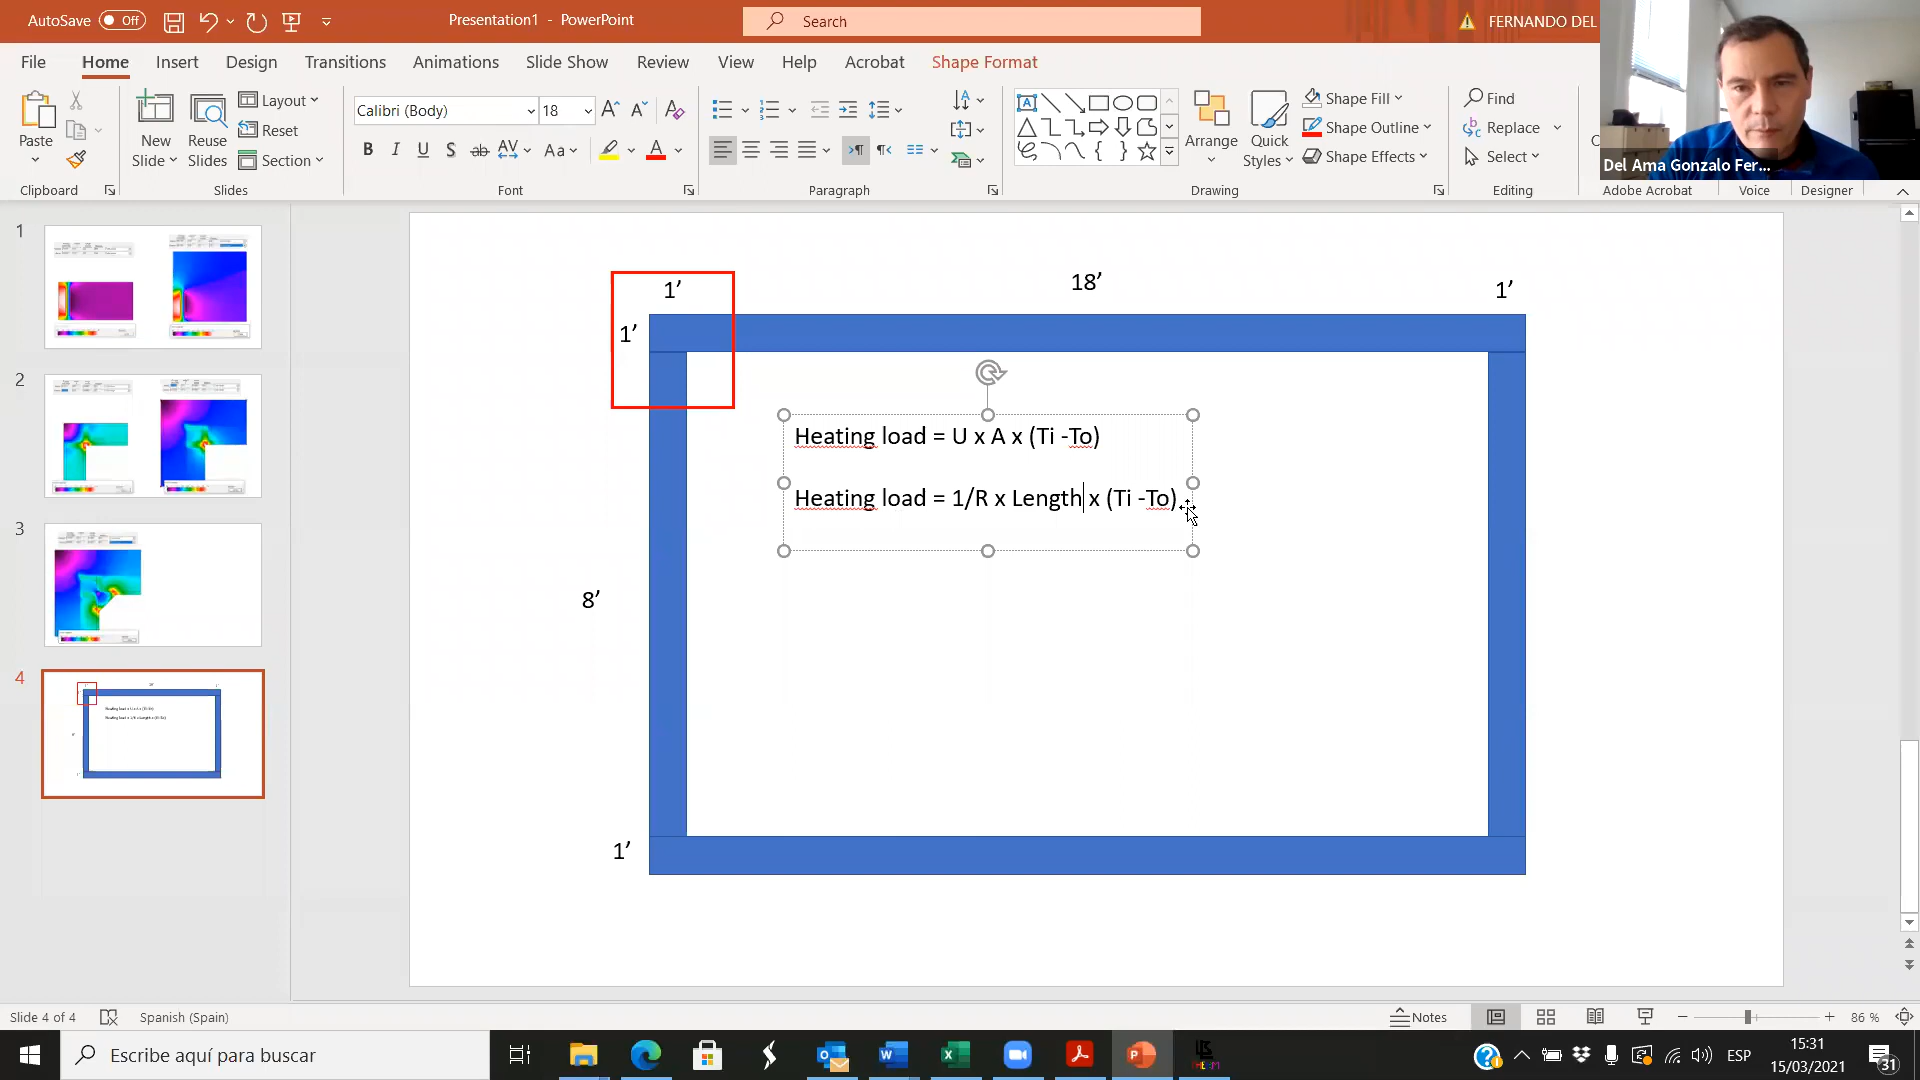 AutoSave Off
Presentation1 - PowerPoint
Search
FERNANDO DEL
File Home Insert Design Transitions Animations Slide Show Review View Help Acrobat Shape Format
Paste
Clipboard
New Slide
Reuse Slides
Layout
Reset
Section
Slides
Calibri (Body) 18
Font
Paragraph
Arrange
Quick Styles
Shape Fill
Shape Outline
Shape Effects
Drawing
Find
Replace
Select
Editing
Adobe Acrobat
Voice
Designer
Del Ama Gonzalo Fer...
1
2
3
4
1’
18’
1’
1’
Heating load = U x A x (Ti -To)
Heating load = 1/R x Length x (Ti -To)
8’
1’
Slide 4 of 4
Spanish (Spain)
Notes
86 %
Escribe aquí para buscar
ESP
15:31
15/03/2021
31